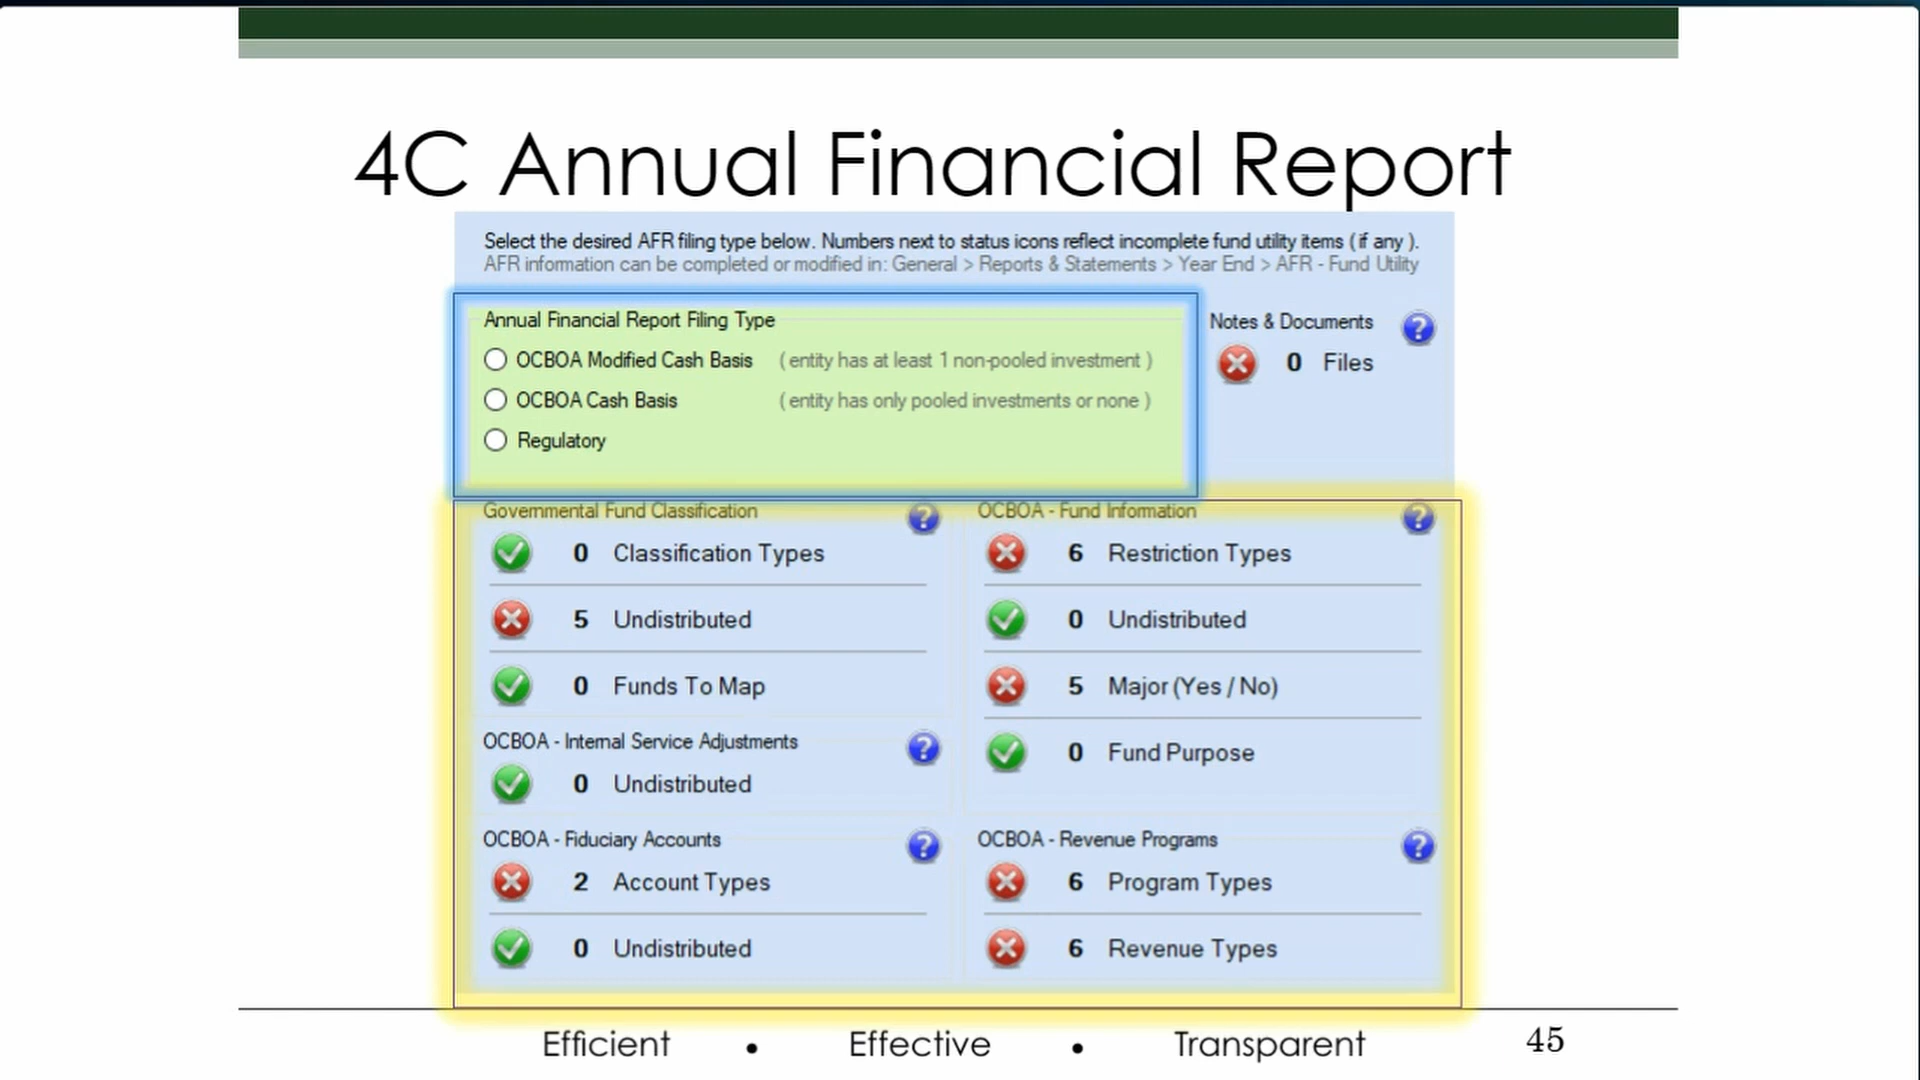 4C Annual Financial Report
Select the desired AFR filing type below. Numbers next to status icons reflect incomplete fund utility items ( if any ).
AFR information can be completed or modified in: General > Reports & Statements > Year End > AFR - Fund Utility
Annual Financial Report Filing Type
OCBOA Modified Cash Basis ( entity has at least 1 non-pooled investment )
OCBOA Cash Basis ( entity has only pooled investments or none )
Regulatory
Notes & Documents ?
0 Files
Governmental Fund Classification ?
0 Classification Types
5 Undistributed
0 Funds To Map
OCBOA - Internal Service Adjustments ?
0 Undistributed
OCBOA - Fiduciary Accounts ?
2 Account Types
0 Undistributed
OCBOA - Fund Information ?
6 Restriction Types
0 Undistributed
5 Major (Yes / No)
0 Fund Purpose
OCBOA - Revenue Programs ?
6 Program Types
6 Revenue Types
Efficient • Effective • Transparent 45